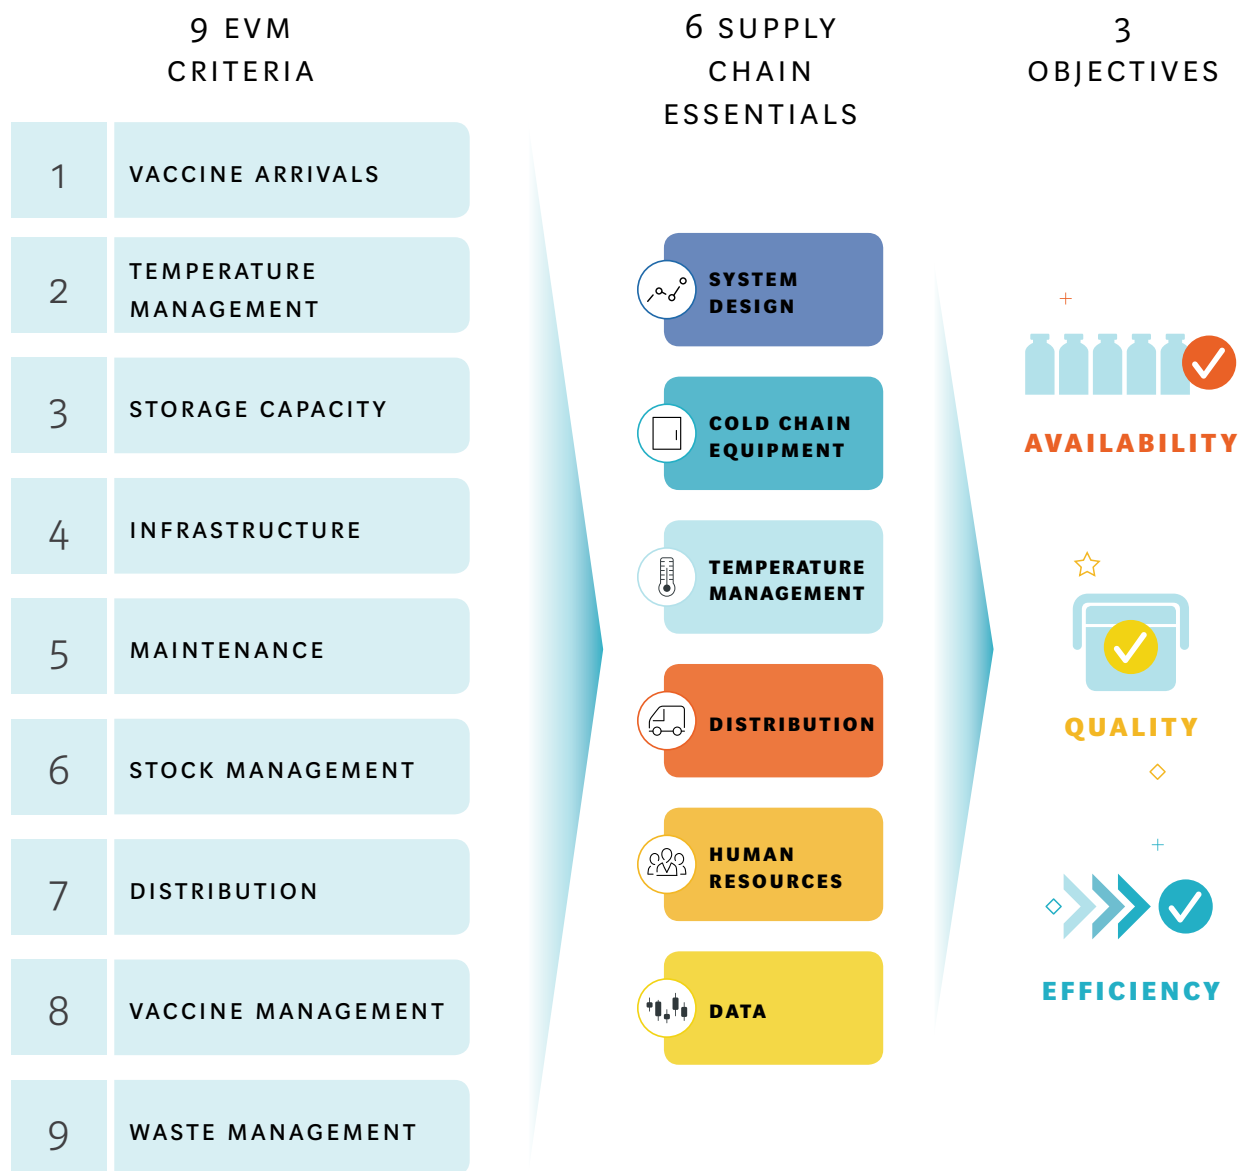 9 EVM
CRITERIA
1
VACCINE ARRIVALS
2
TEMPERATURE
MANAGEMENT
3
STORAGE CAPACITY
4
INFRASTRUCTURE
5
MAINTENANCE
6
STOCK MANAGEMENT
7
DISTRIBUTION
8
VACCINE MANAGEMENT
9
WASTE MANAGEMENT
6 SUPPLY
CHAIN
ESSENTIALS
SYSTEM
DESIGN
COLD CHAIN
EQUIPMENT
TEMPERATURE
MANAGEMENT
DISTRIBUTION
HUMAN
RESOURCES
DATA
3
OBJECTIVES
AVAILABILITY
QUALITY
EFFICIENCY